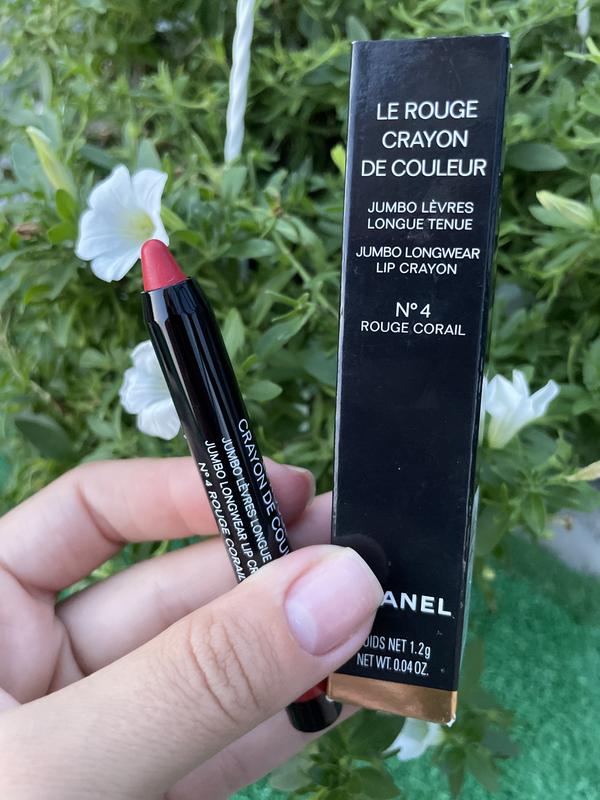 LE ROUGE
CRAYON
DE COULEUR
JUMBO LÈVRES
LONGUE TENUE
JUMBO LONGWEAR
LIP CRAYON
N° 4
ROUGE CORAIL
ANEL
OIDS NET 1.2g
NET WT. 0.04 OZ.
CRAYON DE COU
JUMBO LÈVRES LONGUE
JUMBO LONGWEAR LIP CR
N° 4 ROUGE CORAIL